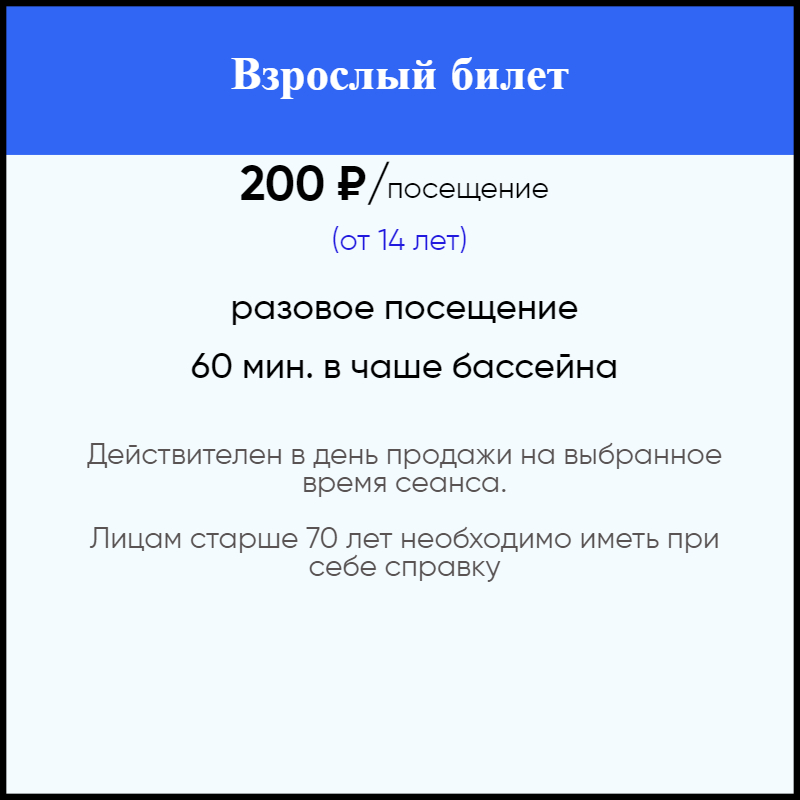 Взрослый билет
200 ₽/посещение
(от 14 лет)
разовое посещение
60 мин. в чаше бассейна
Действителен в день продажи на выбранное
время сеанса.
Лицам старше 70 лет необходимо иметь при
себе справку